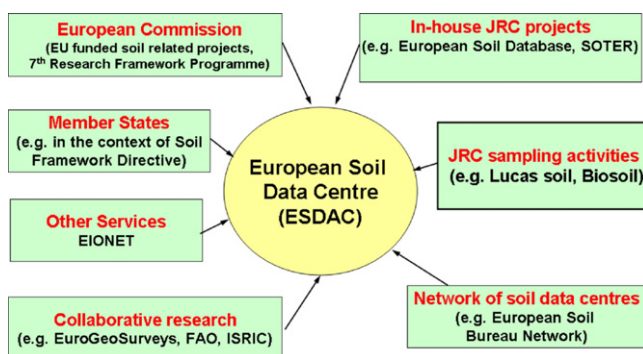 European Commission
(EU funded soil related projects,
7th Research Framework Programme)
In-house JRC projects
(e.g. European Soil Database, SOTER)
Member States
(e.g. in the context of Soil
Framework Directive)
European Soil
Data Centre
(ESDAC)
JRC sampling activities
(e.g. Lucas soil, Biosoil)
Other Services
EIONET
Collaborative research
(e.g. EuroGeoSurveys, FAO, ISRIC)
Network of soil data centres
(e.g. European Soil
Bureau Network)